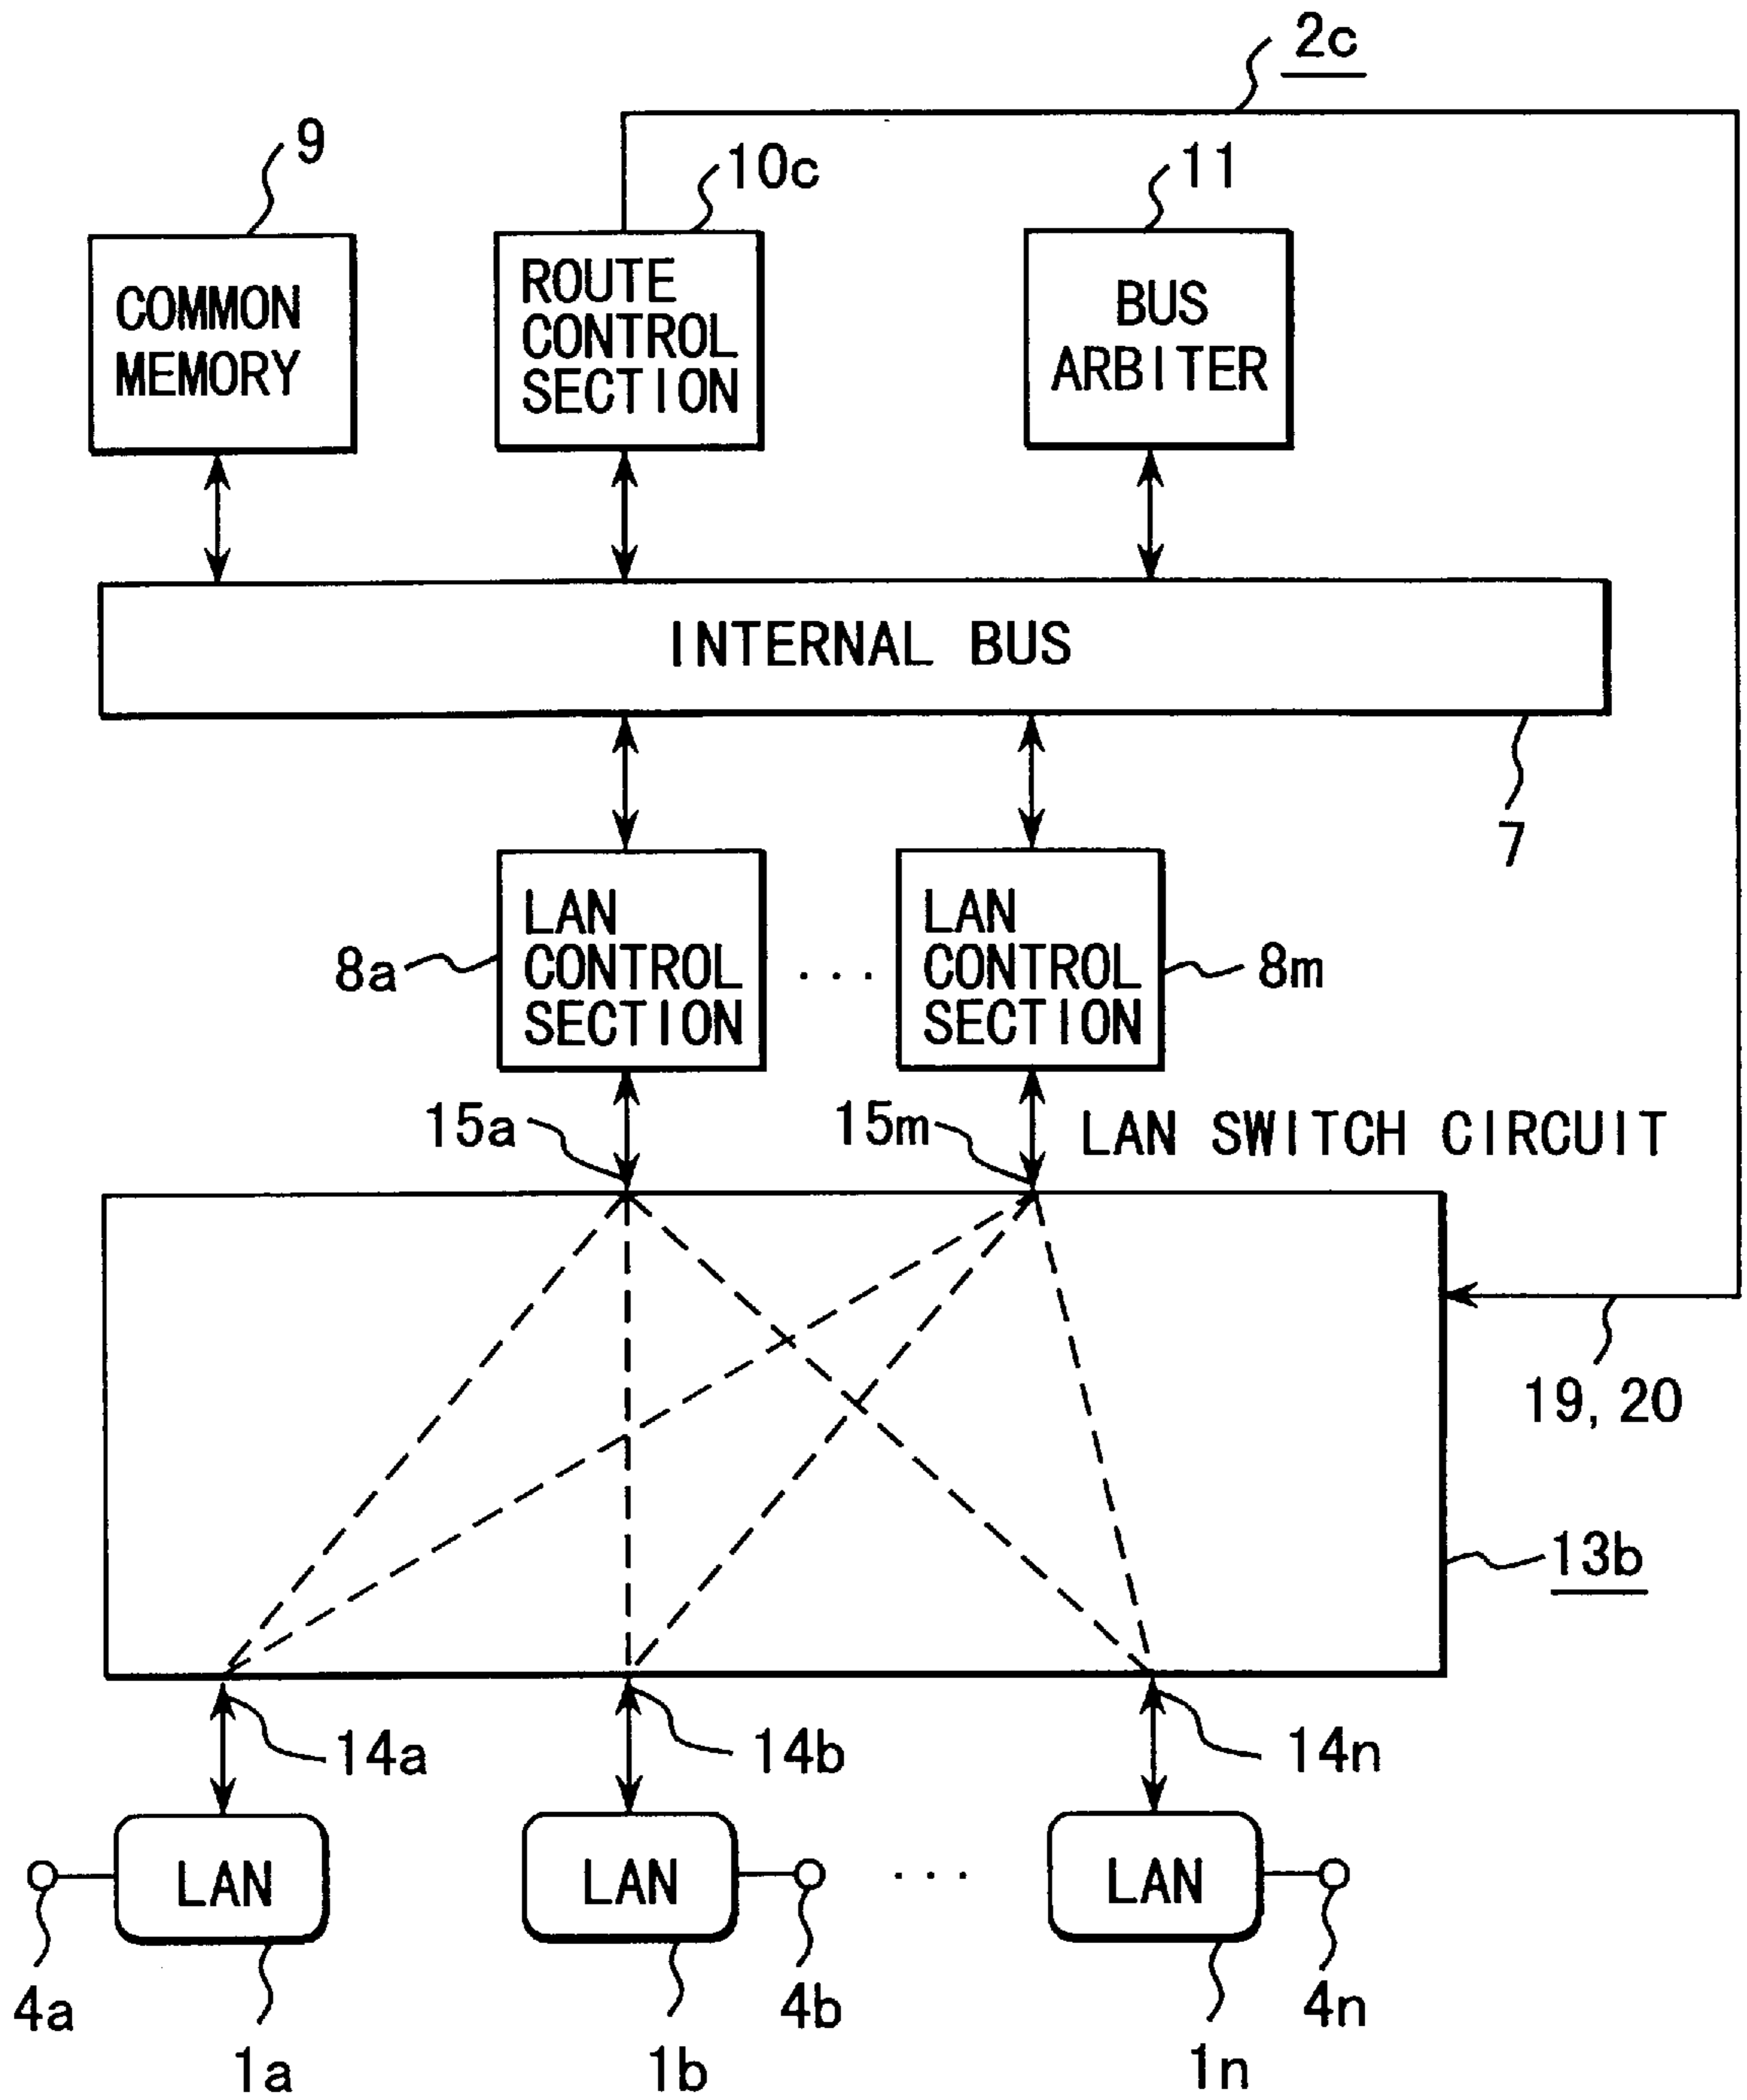 2c
9
10c
11
COMMON
MEMORY
ROUTE
CONTROL
SECTION
BUS
ARBITER
INTERNAL BUS
7
LAN
CONTROL
SECTION
8a
...
LAN
CONTROL
SECTION
8m
15a
15m
LAN SWITCH CIRCUIT
19, 20
13b
14a
14b
14n
LAN
LAN
...
LAN
4a
4b
4n
1a
1b
1n